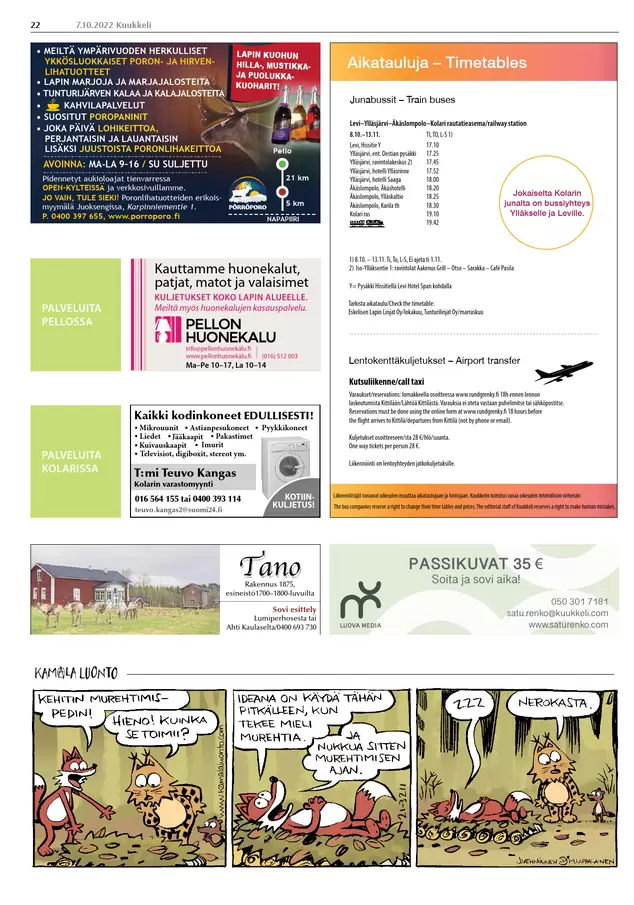 22
7.10.2022 Kuukkeli
• MEILTÄ YMPÄRIVUODEN HERKULLISET
YKKÖSLUOKKAISET PORON- JA HIRVEN-
LIHATUOTTEET
• LAPIN MARJOJA JA MARJAJALOSTEITA
• TUNTURIJÄRVEN KALAA JA KALAJALOSTEITA
• KAHVILAPALVELUT
• SUOSITUT POROPANINIT
• JOKA PÄIVÄ LOHIKEITTOA,
PERJANTAISIN JA LAUANTAISIN
LISÄKSI JUUSTOISTA PORONLIHAKEITTOA
AVOINNA: MA-LA 9-16 / SU SULJETTU
Pidennetyt aukioloajat tienvarressa
OPEN-KYLTEISSÄ ja verkkosivuillamme.
JO VAIN, TULE SIEKI! Poronlihatuotteiden erikois-
myymälä Juoksengissa, Karpinniementie 1.
P. 0400 397 655, www.porroporo.fi
LAPIN KUOHUN
HILLA-, MUSTIKKA-
JA PUOLUKKA-
KUOHARIT!
Pello
21 km
5 km
NAPAPIIRI
PÖRRÖPORO
PALVELUITA
PELLOSSA
Kauttamme huonekalut,
patjat, matot ja valaisimet
KULJETUKSET KOKO LAPIN ALUEELLE.
Meiltä myös huonekalujen kasauspalvelu.
PELLON
HUONEKALU
info@pellonhuonekalu.fi
www.pellonhuonekalu.fi | (016) 512 003
Ma–Pe 10–17, La 10–14
PALVELUITA
KOLARISSA
Kaikki kodinkoneet EDULLISESTI!
• Mikrouunit • Astianpesukoneet • Pyykkikoneet
• Liedet • Jääkaapit • Pakastimet
• Kuivauskaapit • Imurit
• Televisiot, digiboxit, stereot ym.
T:mi Teuvo Kangas
Kolarin varastomyynti
016 564 155 tai 0400 393 114
teuvo.kangas2@suomi24.fi
KOTIIN-
KULJETUS!
Aikatauluja – Timetables
Junabussit – Train buses
Levi–Ylläsjärvi–Äkäslompolo–Kolari rautatieasema/railway station
8.10.–13.11. Ti, To, L-S 1)
Levi, Hissitie Y 17.10
Ylläsjärvi, ent. Destian pysäkki 17.25
Ylläsjärvi, ravintolakeskus 2) 17.45
Ylläsjärvi, hotelli Ylläsrinne 17.52
Ylläsjärvi, hotelli Saaga 18.00
Äkäslompolo, Äkäshotelli 18.20
Äkäslompolo, Ylläskaltio 18.25
Äkäslompolo, Karila th 18.30
Kolari ras 19.10
19.42
Jokaiselta Kolarin
junalta on bussiyhteys
Ylläkselle ja Leville.
1) 8.10. – 13.11. Ti, To, L-S, Ei ajeta ti 1.11.
2) Iso-Ylläksentie 1: ravintolat Aakenus Grill – Otso – Sarakka – Café Pasila
Y= Pysäkki Hissitiellä Levi Hotel Span kohdalla
Tarkista aikataulu/Check the timetable:
Eskelisen Lapin Linjat Oy/lokakuu, Tunturilinjat Oy/marraskuu
Lentokenttäkuljetukset – Airport transfer
Kutsuliikenne/call taxi
Varaukset/reservations: lomakkeella osoitteessa www.rundgrenky.fi 18h ennen lennon
laskeutumista Kittilään/Lähtöä Kittilästä. Varauksia ei oteta vastaan puhelimitse tai sähköpostitse.
Reservations must be done using the online form at www.rundgrenky.fi 18 hours before
the flight arrives to Kittilä/departures from Kittilä (not by phone or email).
Kuljetukset osoitteeseen/sta 28 €/hlö/suunta.
One way tickets per person 28 €.
Liikennöinti on lentoyhteyden jatkokuljetuksille.
Liikennöitsijät varaavat oikeuden muuttaa aikataulujaan ja hintojaan. Kuukkelin toimitus varaa oikeuden inhimillisiin virheisiin.
The bus companies reserve a right to change their time tables and prices. The editorial staff of Kuukkeli reserves a right to make human mistakes.
Tano
Rakennus 1875,
esineistö1700–1800-luvuilta
Sovi esittely
Lumiperhosesta tai
Ahti Kaulaselta/0400 693 730
LUOVA MEDIA
PASSIKUVAT 35 €
Soita ja sovi aika!
050 301 7181
satu.renko@kuukkeli.com
www.saturenko.com
KAMALA LUONTO
KEHITIN MUREHTIMIS-
PEDIN!
HIENO! KUINKA
SE TOIMII?
www.kamalaluonto.com
IDEANA ON KÄYDÄ TÄHÄN
PITKÄLLEEN, KUN
TEKEE MIELI
MUREHTIA.
JA
NUKKUA SITTEN
MUREHTIMISEN
AJAN.
ZZZ
NEROKASTA.